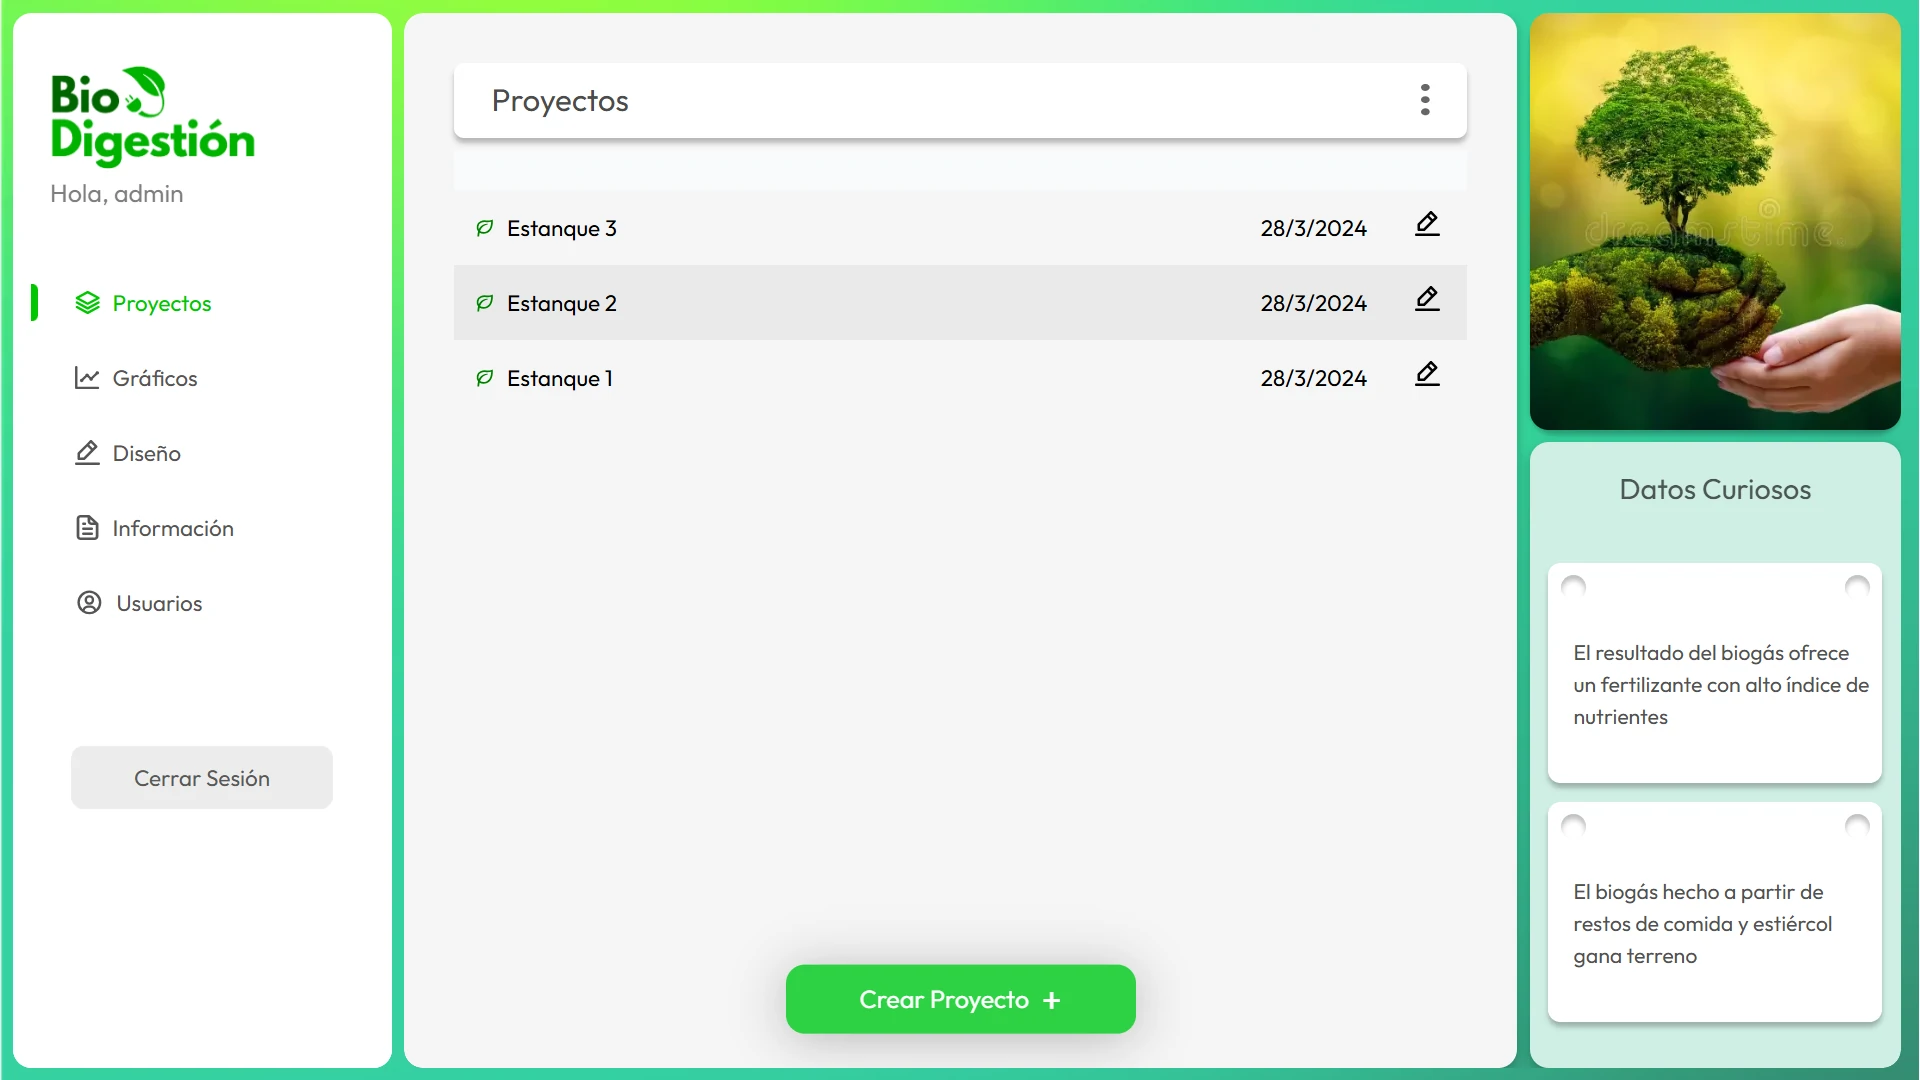 Bio
Digestión
Hola, admin
Proyectos
Gráficos
Diseño
Información
Usuarios
Cerrar Sesión
Proyectos
Estanque 3 28/3/2024
Estanque 2 28/3/2024
Estanque 1 28/3/2024
Crear Proyecto +
dreamstime.
Datos Curiosos
El resultado del biogás ofrece
un fertilizante con alto índice de
nutrientes
El biogás hecho a partir de
restos de comida y estiércol
gana terreno